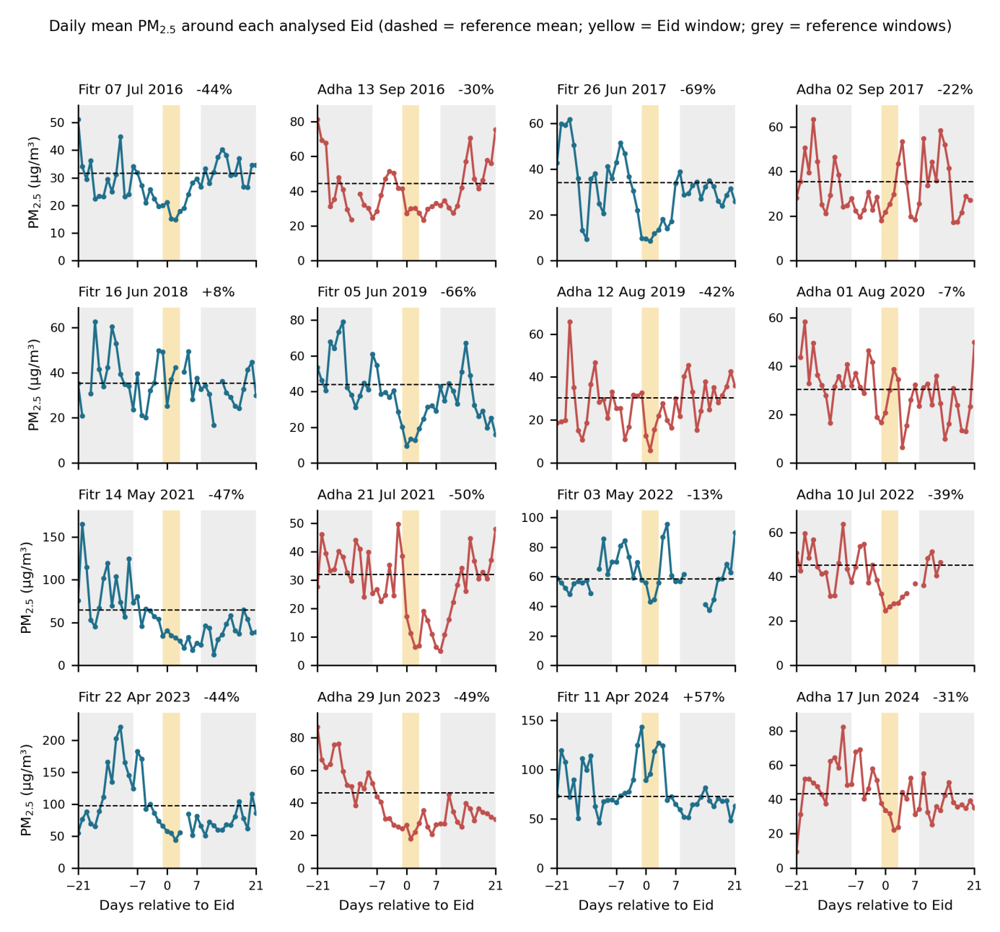 Daily mean PM₂.₅ around each analysed Eid (dashed = reference mean; yellow = Eid window; grey = reference windows)
Fitr 07 Jul 2016 -44%
Adha 13 Sep 2016 -30%
Fitr 26 Jun 2017 -69%
Adha 02 Sep 2017 -22%
PM₂.₅ (µg/m³)
50
40
30
20
10
0
80
60
40
20
0
60
40
20
0
60
40
20
0
Fitr 16 Jun 2018 +8%
Fitr 05 Jun 2019 -66%
Adha 12 Aug 2019 -42%
Adha 01 Aug 2020 -7%
PM₂.₅ (µg/m³)
60
40
20
0
80
60
40
20
0
60
40
20
0
60
40
20
0
Fitr 14 May 2021 -47%
Adha 21 Jul 2021 -50%
Fitr 03 May 2022 -13%
Adha 10 Jul 2022 -39%
PM₂.₅ (µg/m³)
150
100
50
0
50
40
30
20
10
0
100
80
60
40
20
0
60
40
20
0
Fitr 22 Apr 2023 -44%
Adha 29 Jun 2023 -49%
Fitr 11 Apr 2024 +57%
Adha 17 Jun 2024 -31%
PM₂.₅ (µg/m³)
200
150
100
50
0
80
60
40
20
0
150
100
50
0
80
60
40
20
0
−21 −7 0 7 21
−21 −7 0 7 21
−21 −7 0 7 21
−21 −7 0 7 21
Days relative to Eid
Days relative to Eid
Days relative to Eid
Days relative to Eid